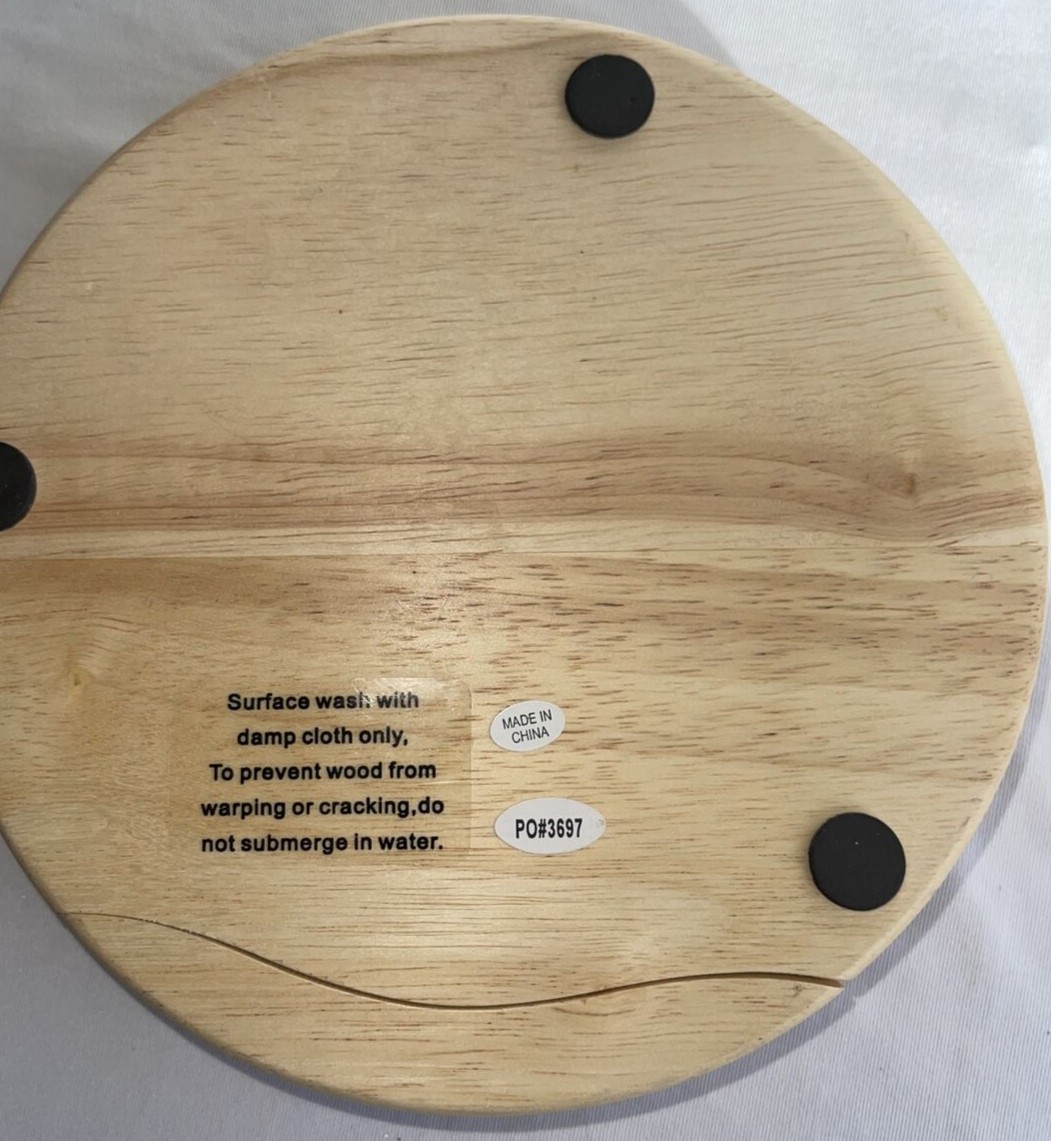 Surface wash with
damp cloth only,
To prevent wood from
warping or cracking,do
not submerge in water.
MADE IN
CHINA
PO#3697